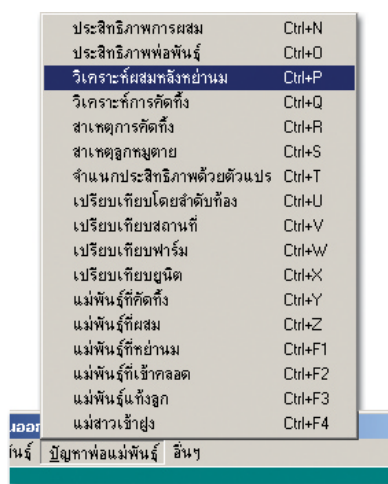 ประสิทธิภาพการผสม Ctrl+N
ประสิทธิภาพพ่อพันธุ์ Ctrl+O
วิเคราะห์ผสมหลังหย่านม Ctrl+P
วิเคราะห์การคัดทิ้ง Ctrl+Q
สาเหตุการคัดทิ้ง Ctrl+R
สาเหตุลูกหมูตาย Ctrl+S
จำแนกประสิทธิภาพด้วยตัวแปร Ctrl+T
เปรียบเทียบโดยลำดับท้อง Ctrl+U
เปรียบเทียบสถานที่ Ctrl+V
เปรียบเทียบฟาร์ม Ctrl+W
เปรียบเทียบยูนิต Ctrl+X
แม่พันธุ์ที่คัดทิ้ง Ctrl+Y
แม่พันธุ์ที่ผสม Ctrl+Z
แม่พันธุ์ที่หย่านม Ctrl+F1
แม่พันธุ์ที่เข้าคลอด Ctrl+F2
แม่พันธุ์แท้งลูก Ctrl+F3
แม่สาวเข้าฝูง Ctrl+F4
ปัญหาพ่อแม่พันธุ์ อื่นๆ